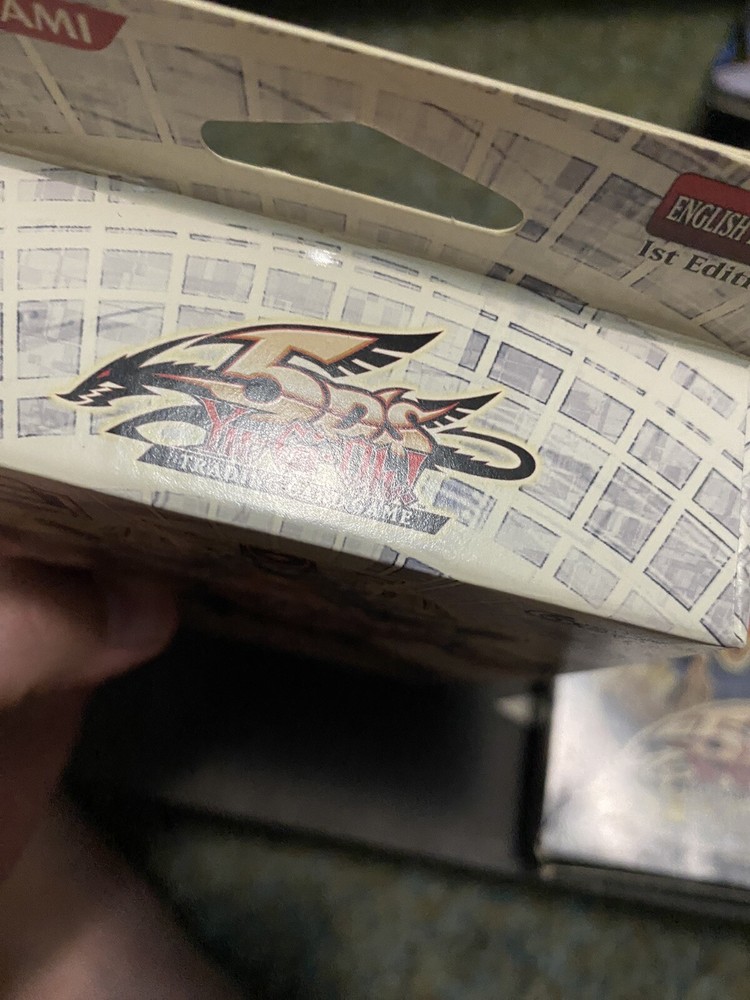 AMI
ENGLISH
1st Editi
5D's
YU-GI-OH!
TRADING CARD GAME